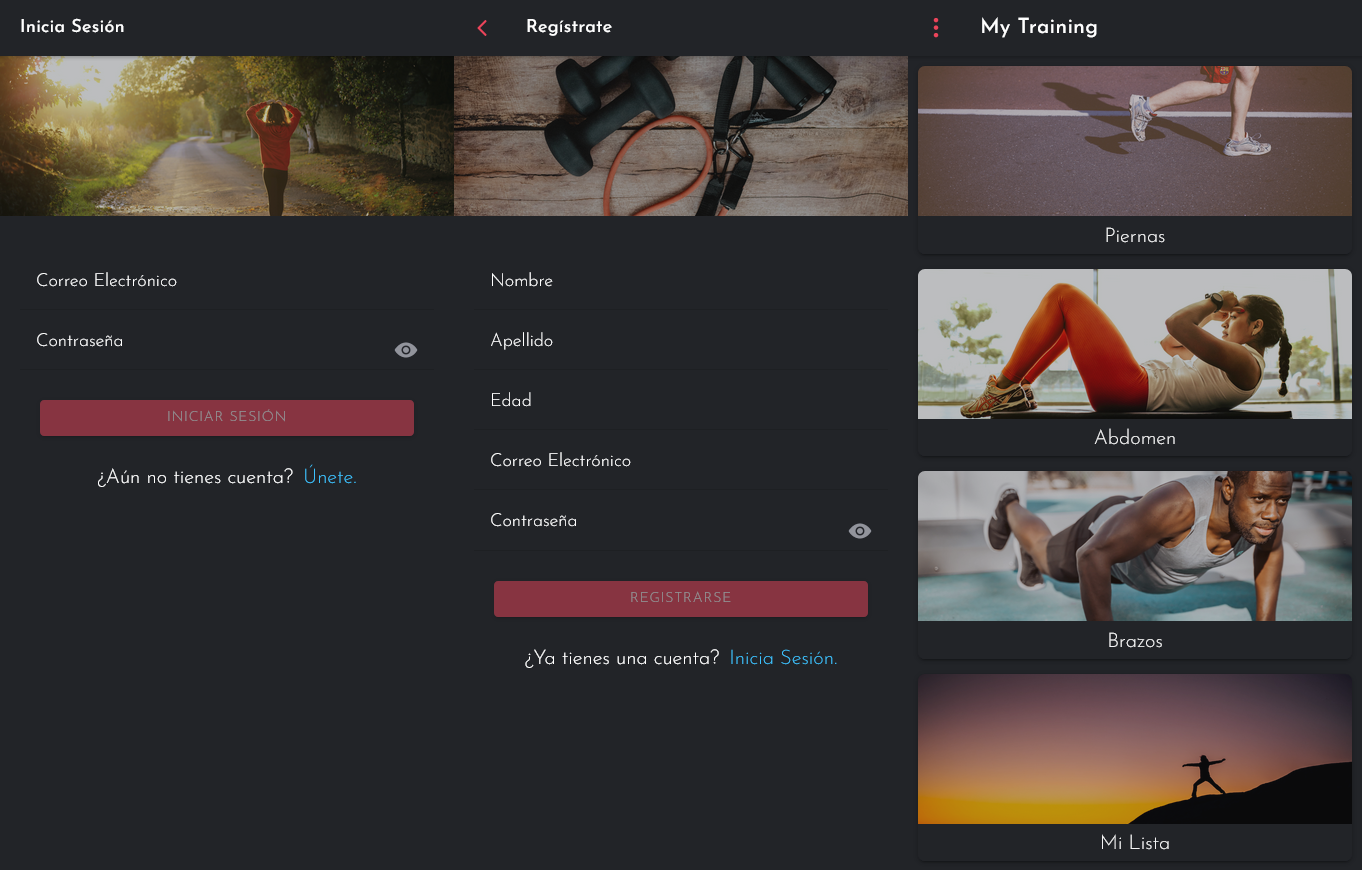 Inicia Sesión
Correo Electrónico
Contraseña
INICIAR SESIÓN
¿Aún no tienes cuenta? Únete.
Regístrate
Nombre
Apellido
Edad
Correo Electrónico
Contraseña
REGISTRARSE
¿Ya tienes una cuenta? Inicia Sesión.
My Training
Piernas
Abdomen
Brazos
Mi Lista